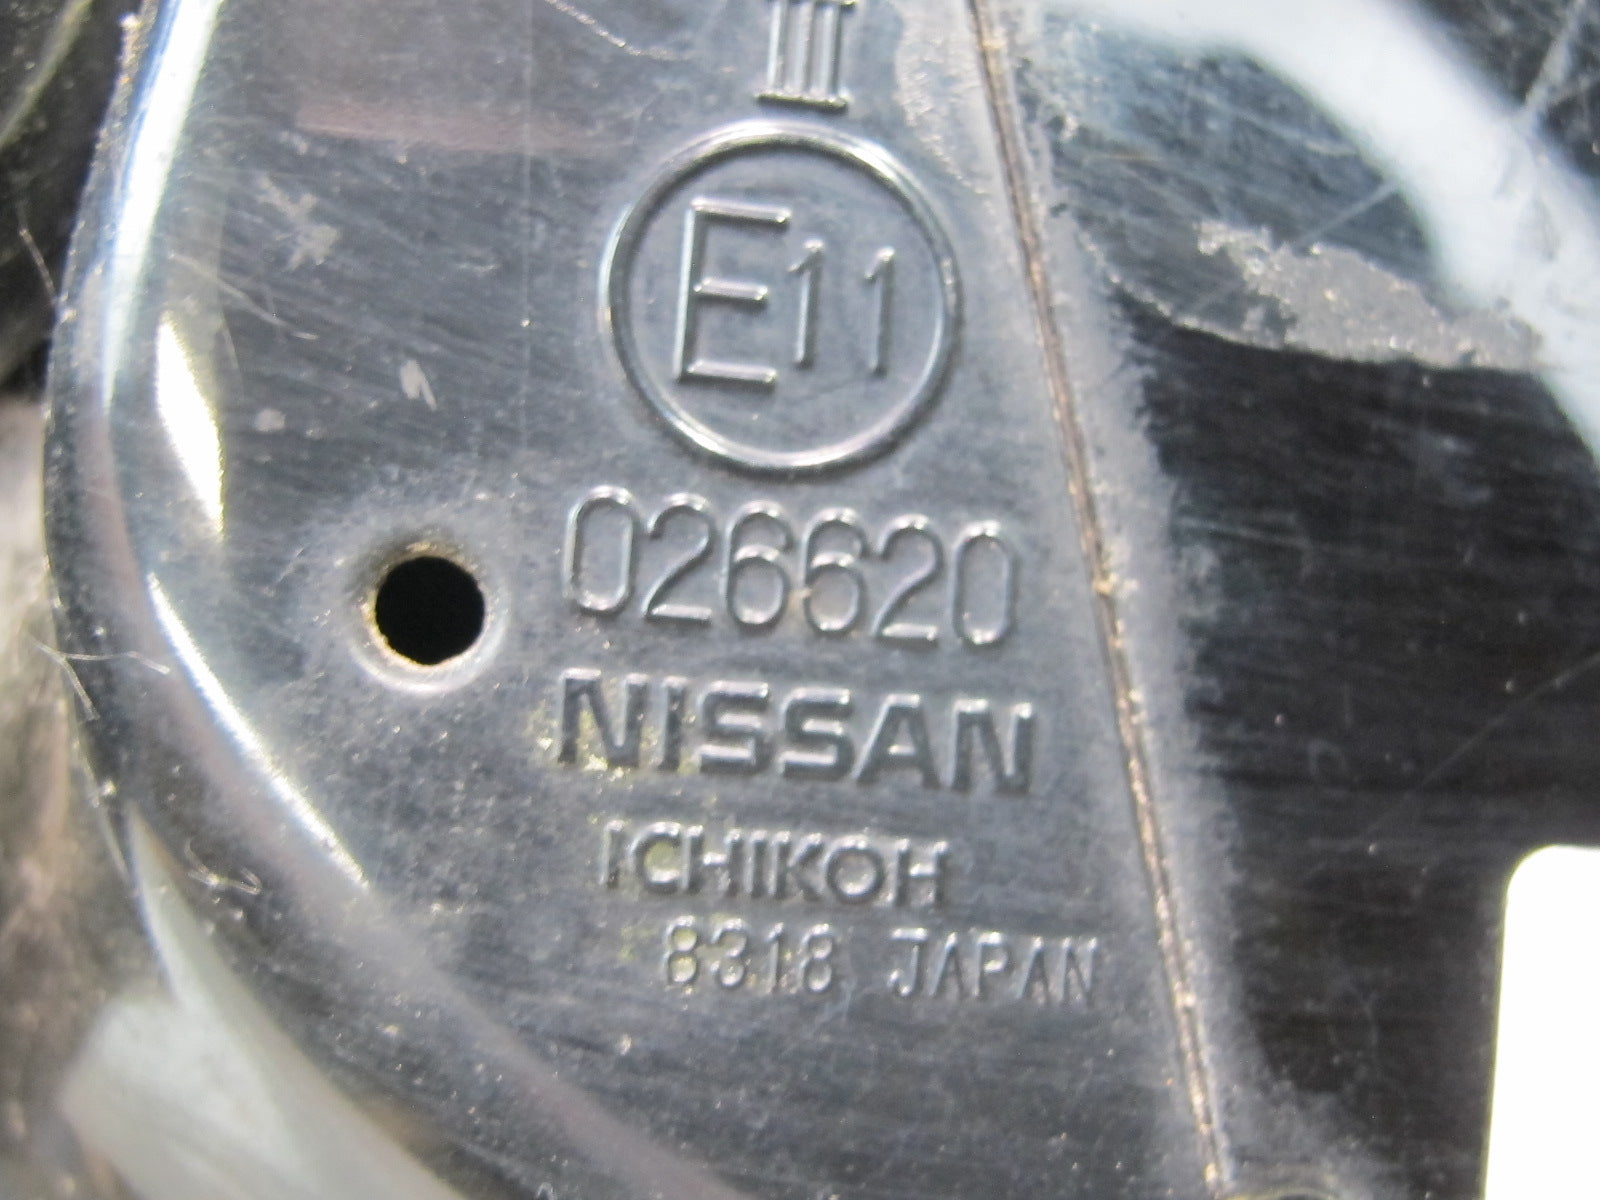 III
E11
026620
NISSAN
ICHIKOH
8318 JAPAN